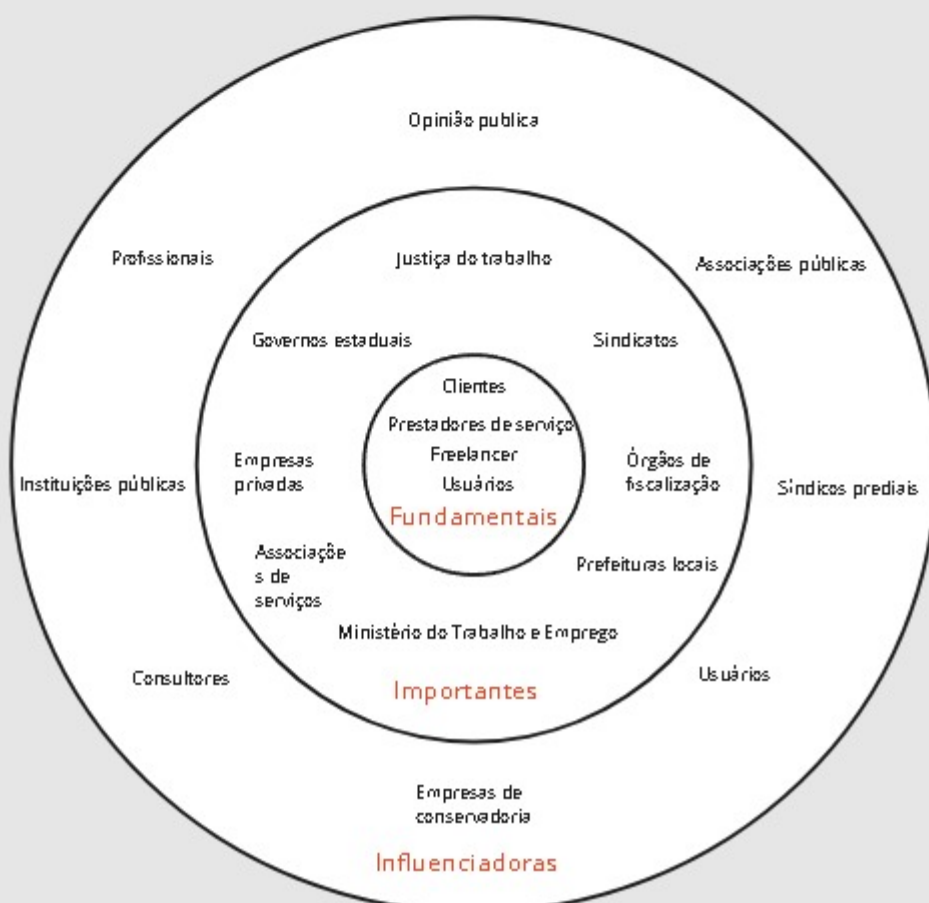 Opinião publica
Profissionais
Justiça do trabalho
Associações públicas
Governos estaduais
Sindicatos
Clientes
Prestadores de serviço
Freelancer
Usuários
Fundamentais
Empresas
privadas
Órgãos de
fiscalização
Instituições públicas
Síndicos prediais
Associaçõe
s de
serviços
Prefeituras locais
Ministério do Trabalho e Emprego
Importantes
Consultores
Usuários
Empresas de
conservadoria
Influenciadoras